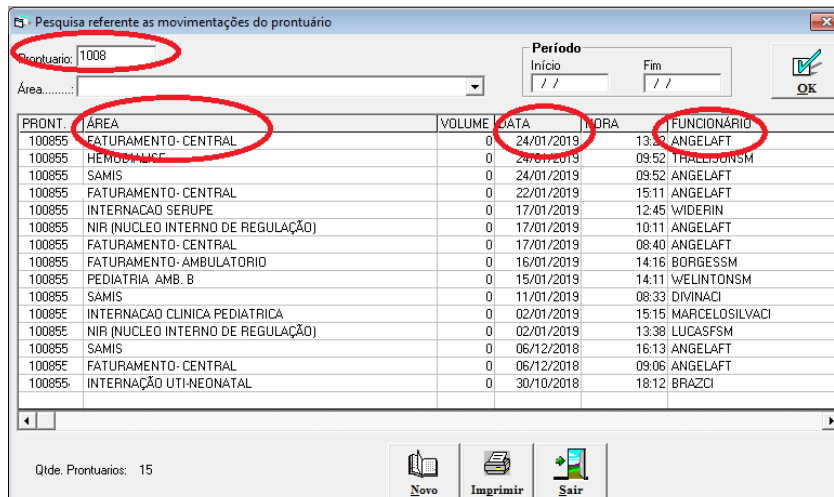 Pesquisa referente as movimentações do prontuário
Prontuario: 1008
Período
Início Fim
/ / / /
Área.........:
OK
PRONT. ÁREA VOLUME DATA HORA FUNCIONÁRIO
100855 FATURAMENTO- CENTRAL 0 24/01/2019 13:22 ANGELAFT
100855 HEMODIALISE 0 24/01/2019 09:52
100855 SAMIS 0 24/01/2019 09:52 ANGELAFT
100855 FATURAMENTO- CENTRAL 0 22/01/2019 15:11 ANGELAFT
100855 INTERNACAO SERUPE 0 17/01/2019 12:45 WIDERIN
100855 NIR (NUCLEO INTERNO DE REGULAÇÃO) 0 17/01/2019 10:11 ANGELAFT
100855 FATURAMENTO- CENTRAL 0 17/01/2019 08:40 ANGELAFT
100855 FATURAMENTO- AMBULATORIO 0 16/01/2019 14:16 BORGESSM
100855 PEDIATRIA AMB. B 0 15/01/2019 14:11 WELINTONSM
100855 SAMIS 0 11/01/2019 08:33 DIVINACI
100855 INTERNACAO CLINICA PEDIATRICA 0 02/01/2019 15:15 MARCELOSILVACI
100855 NIR (NUCLEO INTERNO DE REGULAÇÃO) 0 02/01/2019 13:38 LUCASFSM
100855 SAMIS 0 06/12/2018 16:13 ANGELAFT
100855 FATURAMENTO- CENTRAL 0 06/12/2018 09:06 ANGELAFT
100855 INTERNAÇÃO UTI-NEONATAL 0 30/10/2018 18:12 BRAZCI
Qtde. Prontuarios: 15
Novo Imprimir Sair